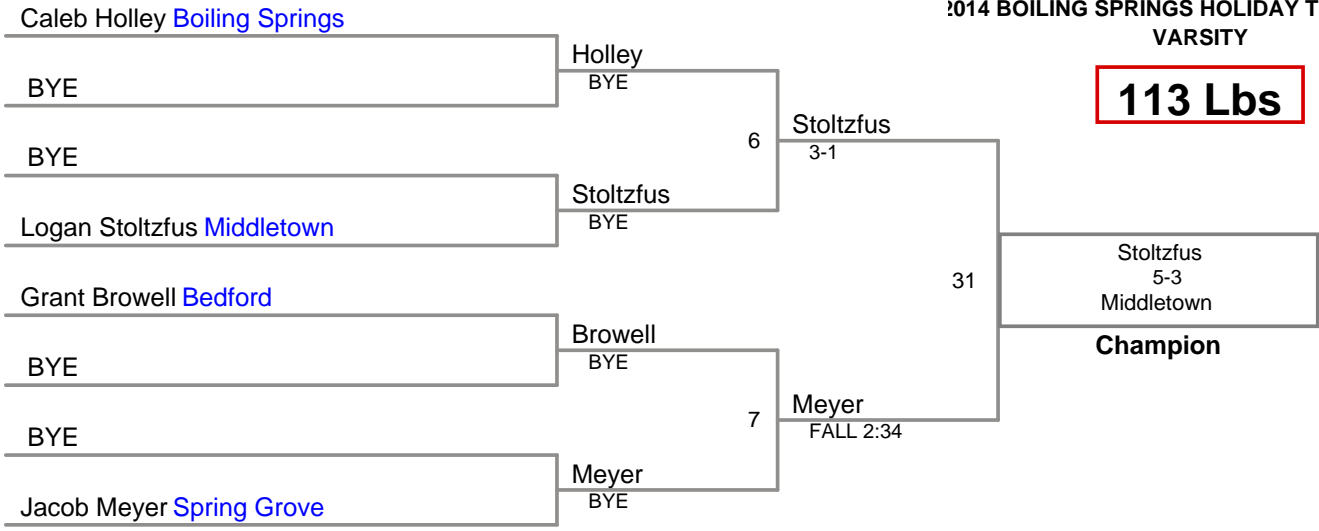 2014 BOILING SPRINGS HOLIDAY T
VARSITY
113 Lbs
Caleb Holley Boiling Springs
Holley
BYE
BYE
6
Stoltzfus
3-1
BYE
Stoltzfus
BYE
Logan Stoltzfus Middletown
31
Stoltzfus
5-3
Middletown
Champion
Grant Browell Bedford
Browell
BYE
BYE
7
Meyer
FALL 2:34
BYE
Meyer
BYE
Jacob Meyer Spring Grove